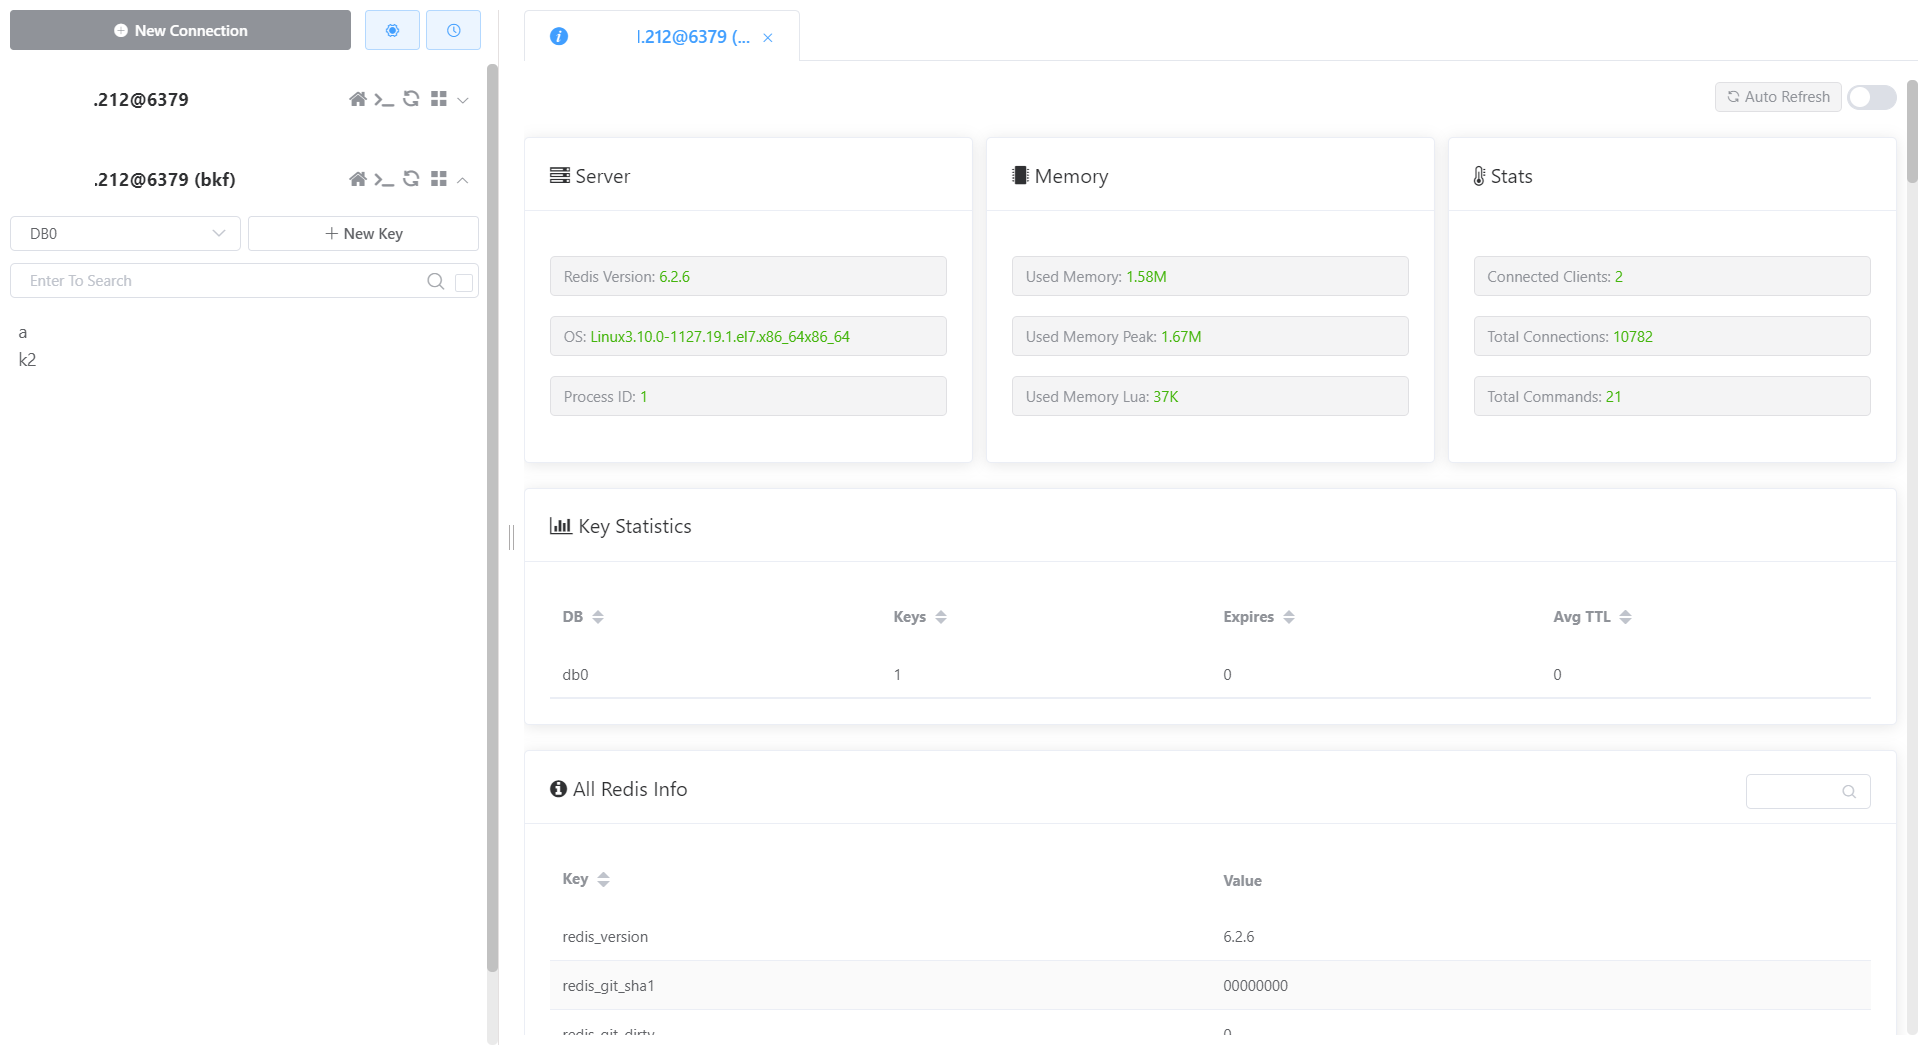 New Connection
.212@6379
.212@6379 (bkf)
DB0
New Key
Enter To Search
a
k2
.212@6379 (...
Auto Refresh
Server
Redis Version: 6.2.6
OS: Linux3.10.0-1127.19.1.el7.x86_64x86_64
Process ID: 1
Memory
Used Memory: 1.58M
Used Memory Peak: 1.67M
Used Memory Lua: 37K
Stats
Connected Clients: 2
Total Connections: 10782
Total Commands: 21
Key Statistics
DB Keys Expires Avg TTL
db0 1 0 0
All Redis Info
Key Value
redis_version 6.2.6
redis_git_sha1 00000000
redis_git_dirty 0